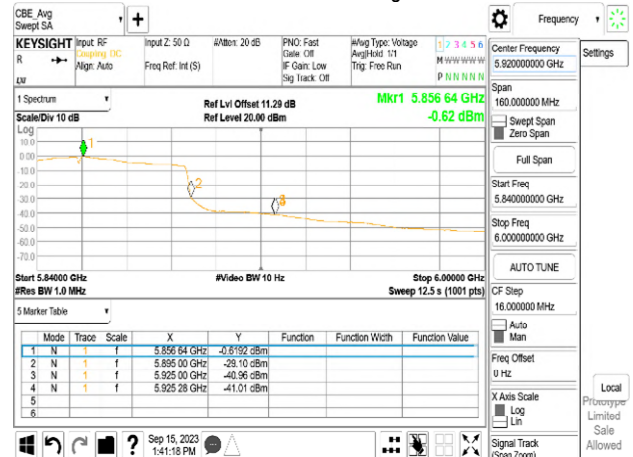 CBE_Avg
Swept SA
+
Frequency
KEYSIGHT
Input: RF
Coupling: DC
Align: Auto
Input Z: 50 Ω
Freq Ref: Int (S)
#Atten: 20 dB
PNO: Fast
Gate: Off
IF Gain: Low
Sig Track: Off
#Avg Type: Voltage
Avg|Hold: 1/1
Trig: Free Run
1 2 3 4 5 6
M W W W W W
P N N N N N
R
1 Spectrum
Scale/Div 10 dB
Ref Lvl Offset 11.29 dB
Ref Level 20.00 dBm
Mkr1 5.856 64 GHz
-0.62 dBm
Log
10.0
0.00
-10.0
-20.0
-30.0
-40.0
-50.0
-60.0
-70.0
1
2
Start 5.84000 GHz
#Res BW 1.0 MHz
#Video BW 10 Hz
Stop 6.00000 GHz
Sweep 12.5 s (1001 pts)
5 Marker Table
Mode Trace Scale X Y Function Function Width Function Value
1 N 1 f 5.856 64 GHz -0.6192 dBm
2 N 1 f 5.895 00 GHz -29.10 dBm
3 N 1 f 5.925 00 GHz -40.96 dBm
4 N 1 f 5.925 28 GHz -41.01 dBm
5
6
?
Sep 15, 2023
1:41:18 PM
Center Frequency
5.920000000 GHz
Span
160.000000 MHz
Swept Span
Zero Span
Full Span
Start Freq
5.840000000 GHz
Stop Freq
6.000000000 GHz
AUTO TUNE
CF Step
16.000000 MHz
Auto
Man
Freq Offset
0 Hz
X Axis Scale
Log
Lin
Signal Track
(Span Zoom)
Settings
Local
Prototype
Limited
Sale
Allowed